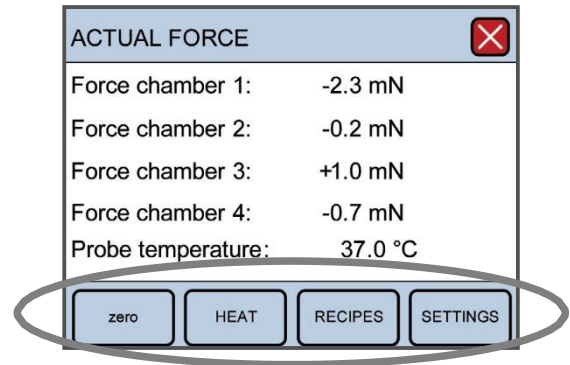 ACTUAL FORCE
Force chamber 1: -2.3 mN
Force chamber 2: -0.2 mN
Force chamber 3: +1.0 mN
Force chamber 4: -0.7 mN
Probe temperature: 37.0 °C
zero HEAT RECIPES SETTINGS